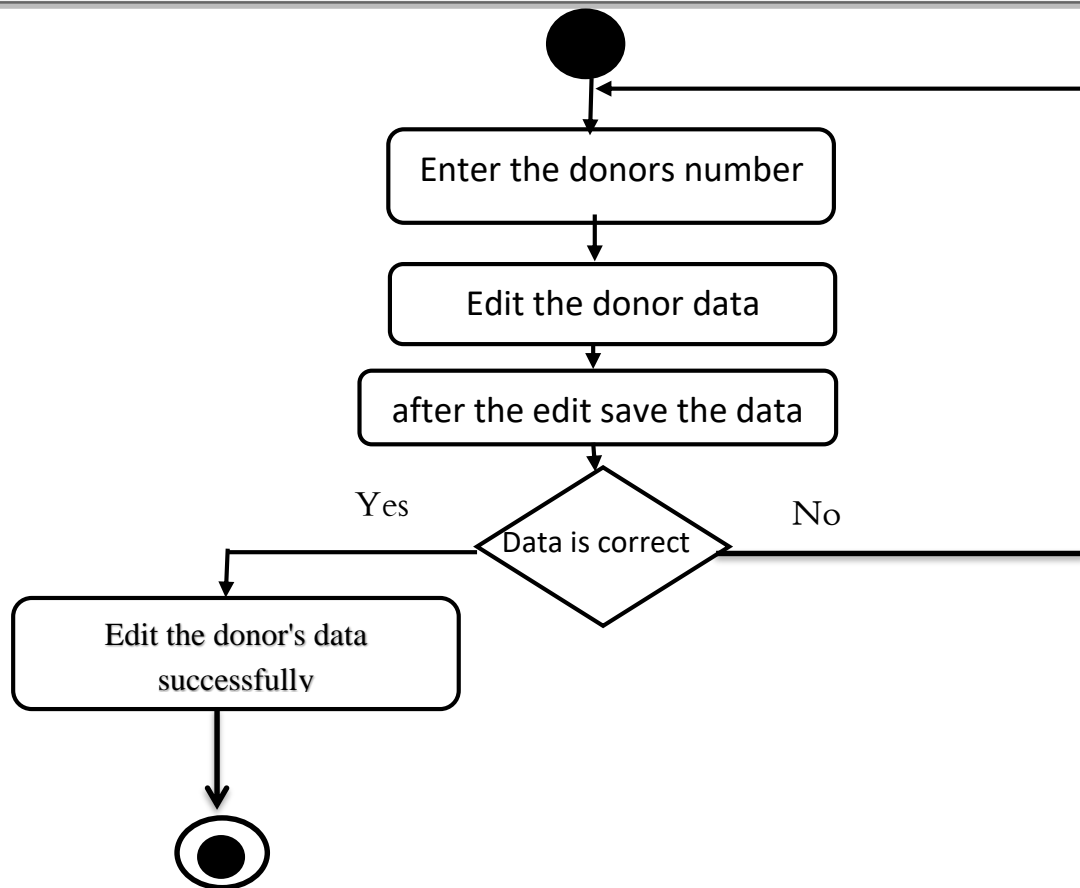 Enter the donors number
Edit the donor data
after the edit save the data
Yes
No
Data is correct
Edit the donor's data
successfully